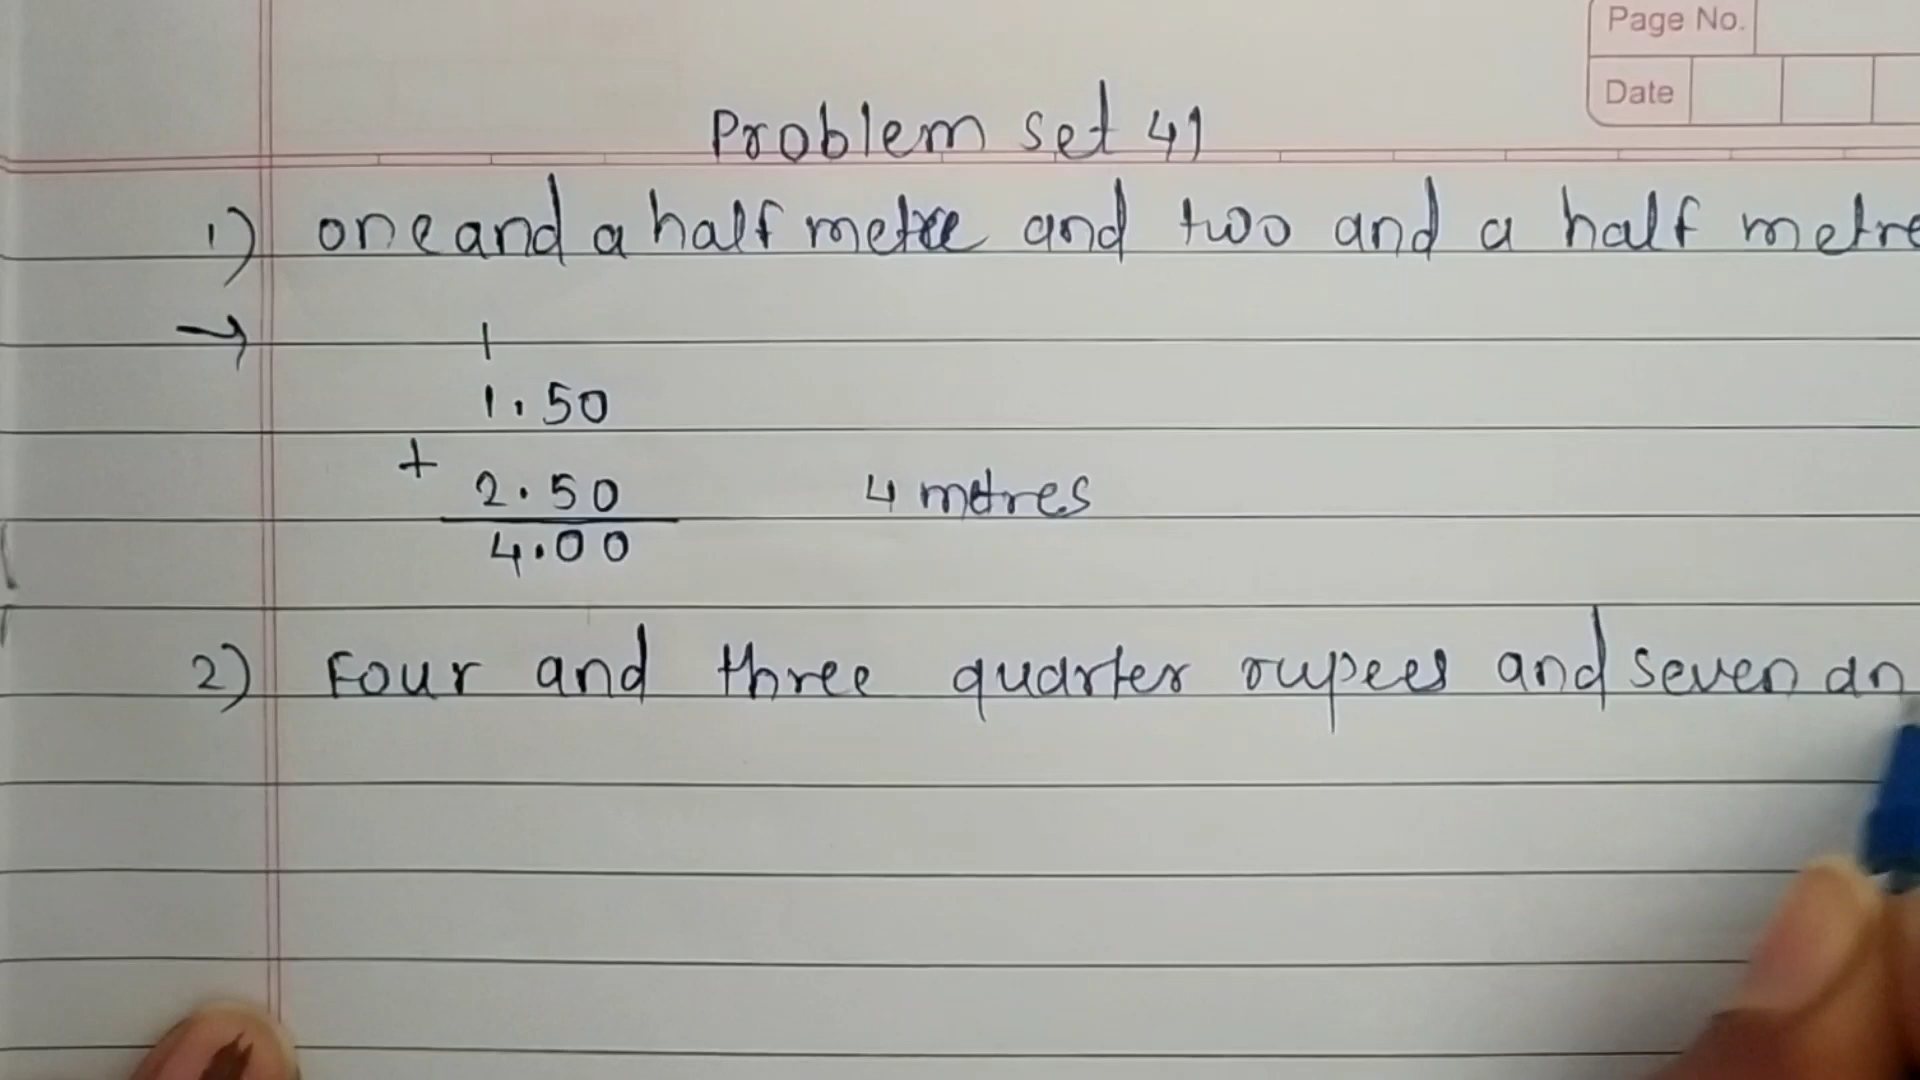 Page No.
Date
Problem set 41
1) one and a half metre and two and a half metre
→ 1
1.50
+
2.50 4 metres
4.00
2) Four and three quarter rupees and seven an